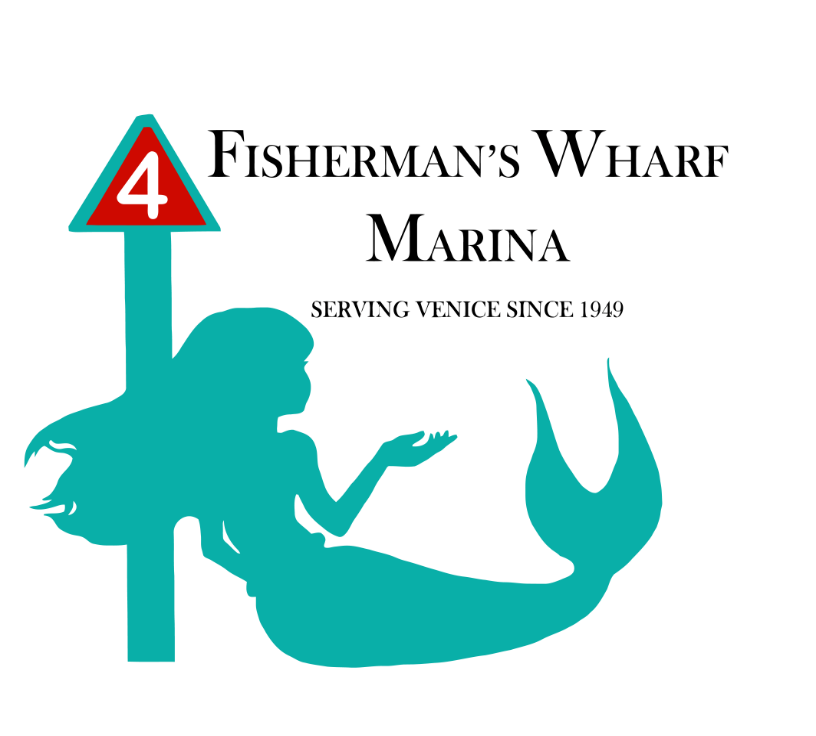 4
Fisherman’s Wharf
Marina
SERVING VENICE SINCE 1949